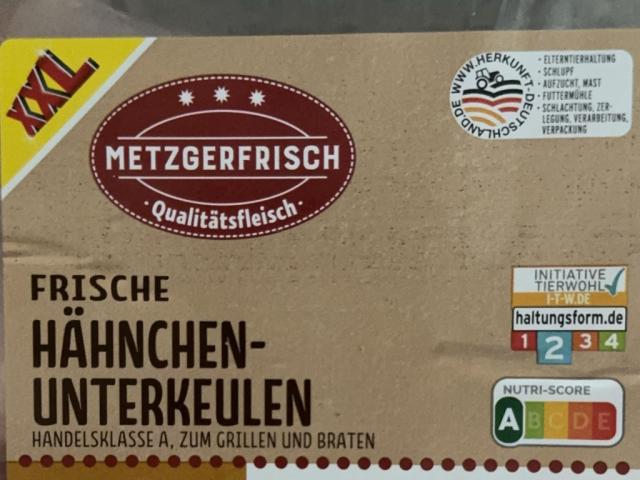 XXL
METZGERFRISCH
· Qualitätsfleisch ·
WWW.HERKUNFT-DEUTSCHLAND.DE
· ELTERNTIERHALTUNG
· SCHLUPF
· AUFZUCHT, MAST
· FUTTERMÜHLE
· SCHLACHTUNG, ZER-
LEGUNG, VERARBEITUNG,
VERPACKUNG
FRISCHE
HÄHNCHEN-
UNTERKEULEN
HANDELSKLASSE A, ZUM GRILLEN UND BRATEN
INITIATIVE
TIERWOHL
I-T-W.DE
haltungsform.de
1 2 3 4
NUTRI-SCORE
A B C D E